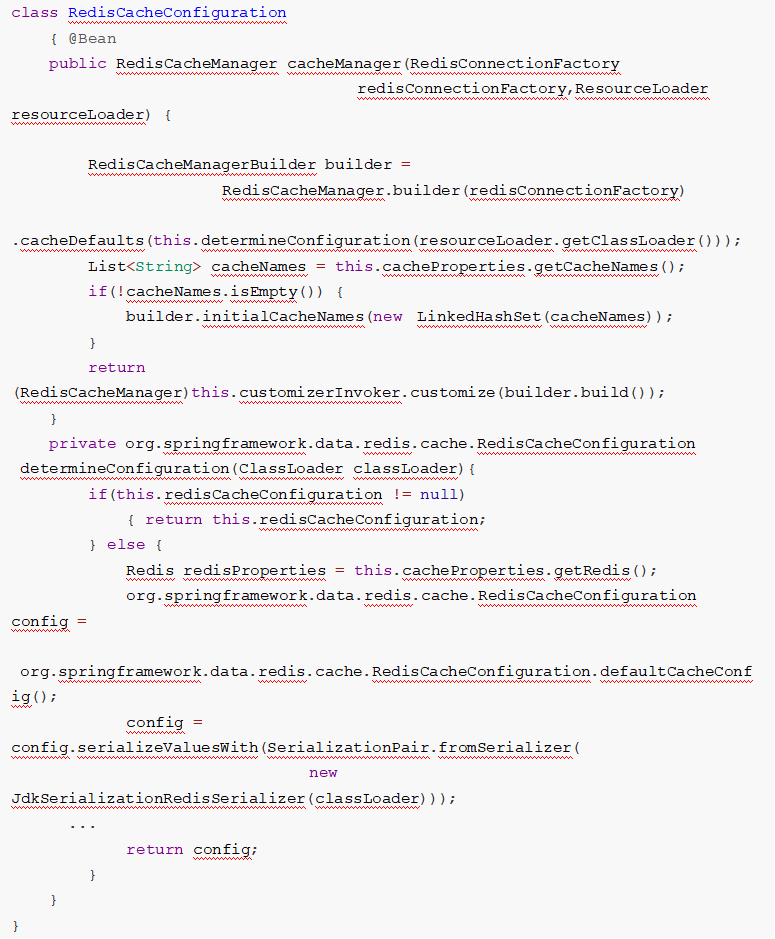 class RedisCacheConfiguration
{ @Bean
public RedisCacheManager cacheManager(RedisConnectionFactory
redisConnectionFactory,ResourceLoader
resourceLoader) {
RedisCacheManagerBuilder builder =
RedisCacheManager.builder(redisConnectionFactory)
.cacheDefaults(this.determineConfiguration(resourceLoader.getClassLoader()));
List<String> cacheNames = this.cacheProperties.getCacheNames();
if(!cacheNames.isEmpty()) {
builder.initialCacheNames(new LinkedHashSet(cacheNames));
}
return
(RedisCacheManager)this.customizerInvoker.customize(builder.build());
}
private org.springframework.data.redis.cache.RedisCacheConfiguration
determineConfiguration(ClassLoader classLoader){
if(this.redisCacheConfiguration != null)
{ return this.redisCacheConfiguration;
} else {
Redis redisProperties = this.cacheProperties.getRedis();
org.springframework.data.redis.cache.RedisCacheConfiguration
config =
org.springframework.data.redis.cache.RedisCacheConfiguration.defaultCacheConf
ig();
config =
config.serializeValuesWith(SerializationPair.fromSerializer(
new
JdkSerializationRedisSerializer(classLoader)));
...
return config;
}
}
}